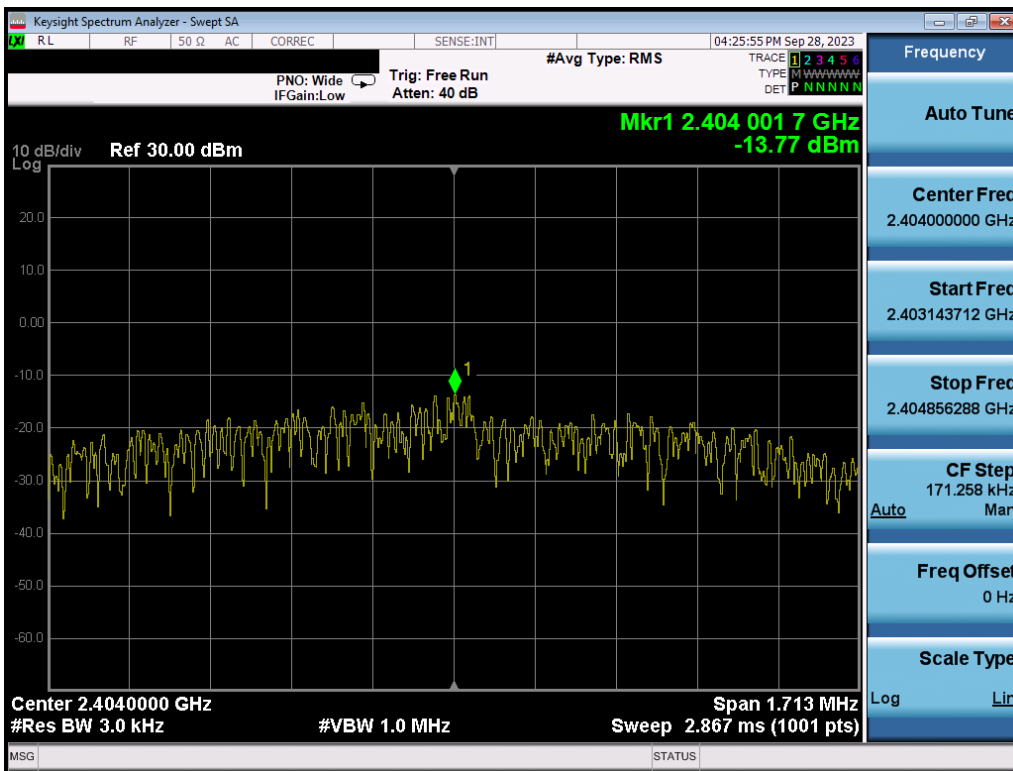 Keysight Spectrum Analyzer - Swept SA
LXI RL RF 50 Ω AC CORREC SENSE:INT 04:25:55 PM Sep 28, 2023
#Avg Type: RMS TRACE 1 2 3 4 5 6
PNO: Wide Trig: Free Run TYPE M WWWWW
IFGain:Low Atten: 40 dB DET P N N N N N
Mkr1 2.404 001 7 GHz
-13.77 dBm
10 dB/div Ref 30.00 dBm
Log
20.0
10.0
0.00
-10.0
1
-20.0
-30.0
-40.0
-50.0
-60.0
Center 2.4040000 GHz Span 1.713 MHz
#Res BW 3.0 kHz #VBW 1.0 MHz Sweep 2.867 ms (1001 pts)
MSG STATUS
Frequency
Auto Tune
Center Freq
2.404000000 GHz
Start Freq
2.403143712 GHz
Stop Freq
2.404856288 GHz
CF Step
171.258 kHz
Auto Man
Freq Offset
0 Hz
Scale Type
Log Lin